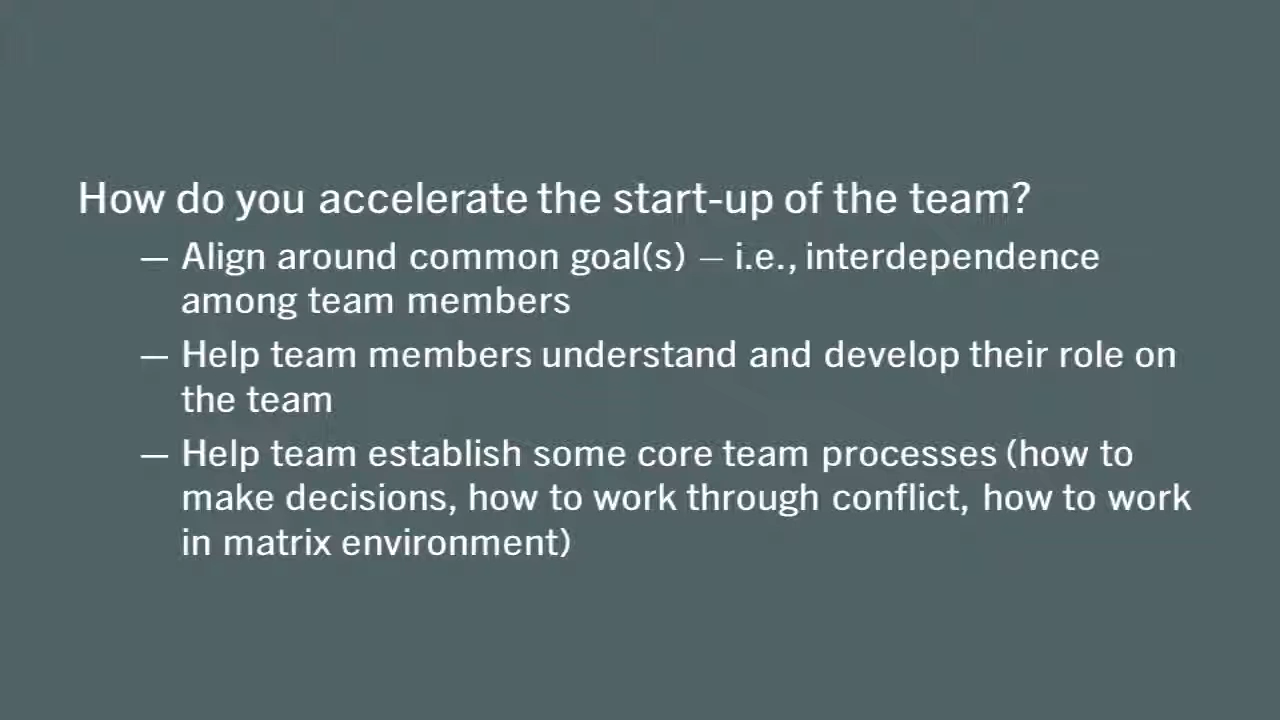 How do you accelerate the start-up of the team?
— Align around common goal(s) – i.e., interdependence
among team members
— Help team members understand and develop their role on
the team
— Help team establish some core team processes (how to
make decisions, how to work through conflict, how to work
in matrix environment)